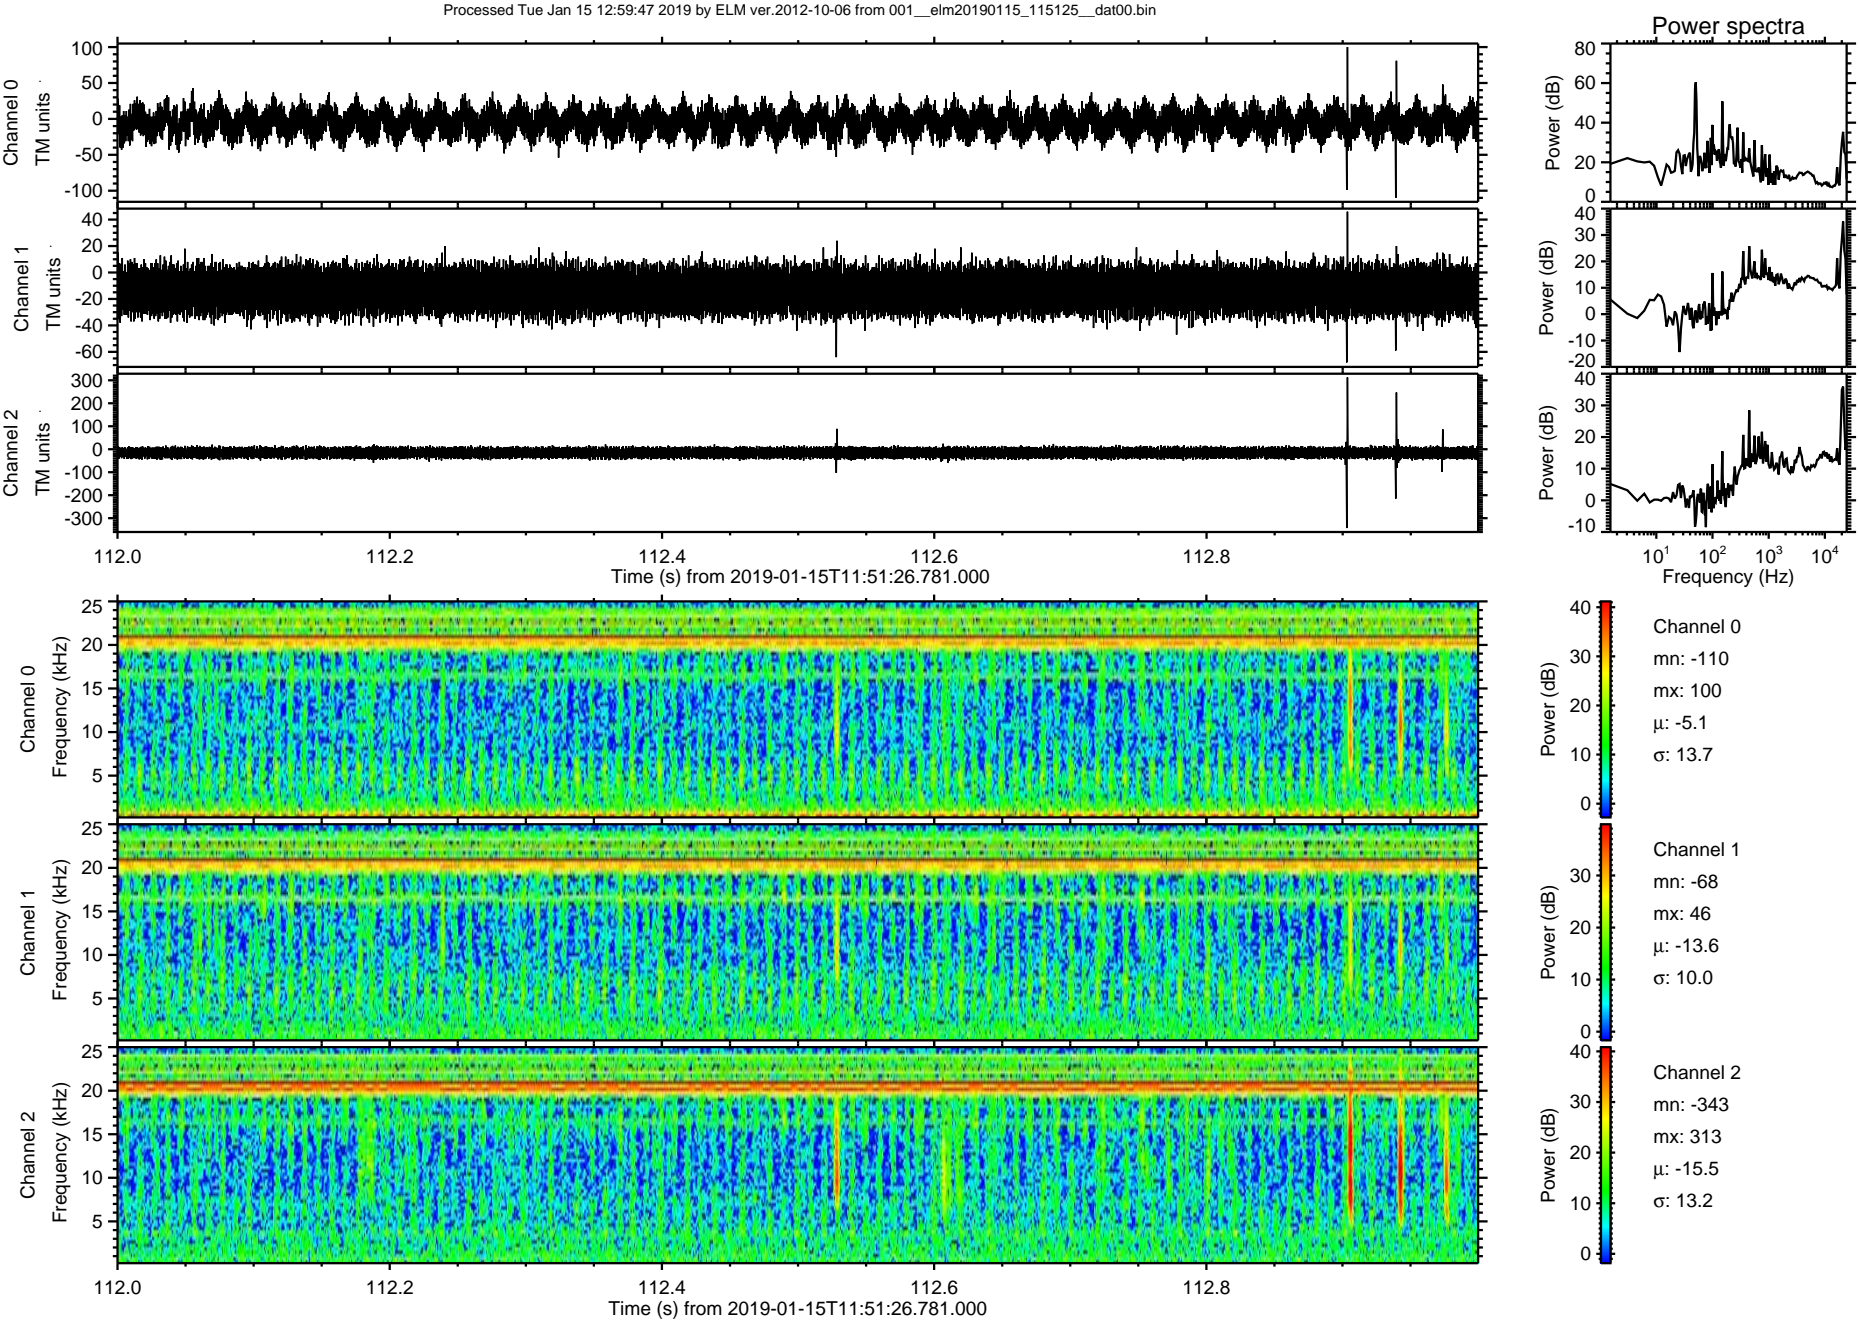 Processed Tue Jan 15 12:59:47 2019 by ELM ver.2012-10-06 from 001__elm20190115_115125__dat00.bin
Power spectra
Channel 0
TM units
100
50
0
-50
-100
Power (dB)
80
60
40
20
0
Channel 1
TM units
40
20
0
-20
-40
-60
Power (dB)
40
30
20
10
0
-10
-20
Channel 2
TM units
300
200
100
0
-100
-200
-300
Power (dB)
40
30
20
10
0
-10
112.0 112.2 112.4 112.6 112.8
Time (s) from 2019-01-15T11:51:26.781.000
10¹ 10² 10³ 10⁴
Frequency (Hz)
Channel 0
Frequency (kHz)
25
20
15
10
5
Power (dB)
40
30
20
10
0
Channel 0
mn: -110
mx: 100
μ: -5.1
σ: 13.7
Channel 1
Frequency (kHz)
25
20
15
10
5
Power (dB)
30
20
10
0
Channel 1
mn: -68
mx: 46
μ: -13.6
σ: 10.0
Channel 2
Frequency (kHz)
25
20
15
10
5
Power (dB)
40
30
20
10
0
Channel 2
mn: -343
mx: 313
μ: -15.5
σ: 13.2
112.0 112.2 112.4 112.6 112.8
Time (s) from 2019-01-15T11:51:26.781.000